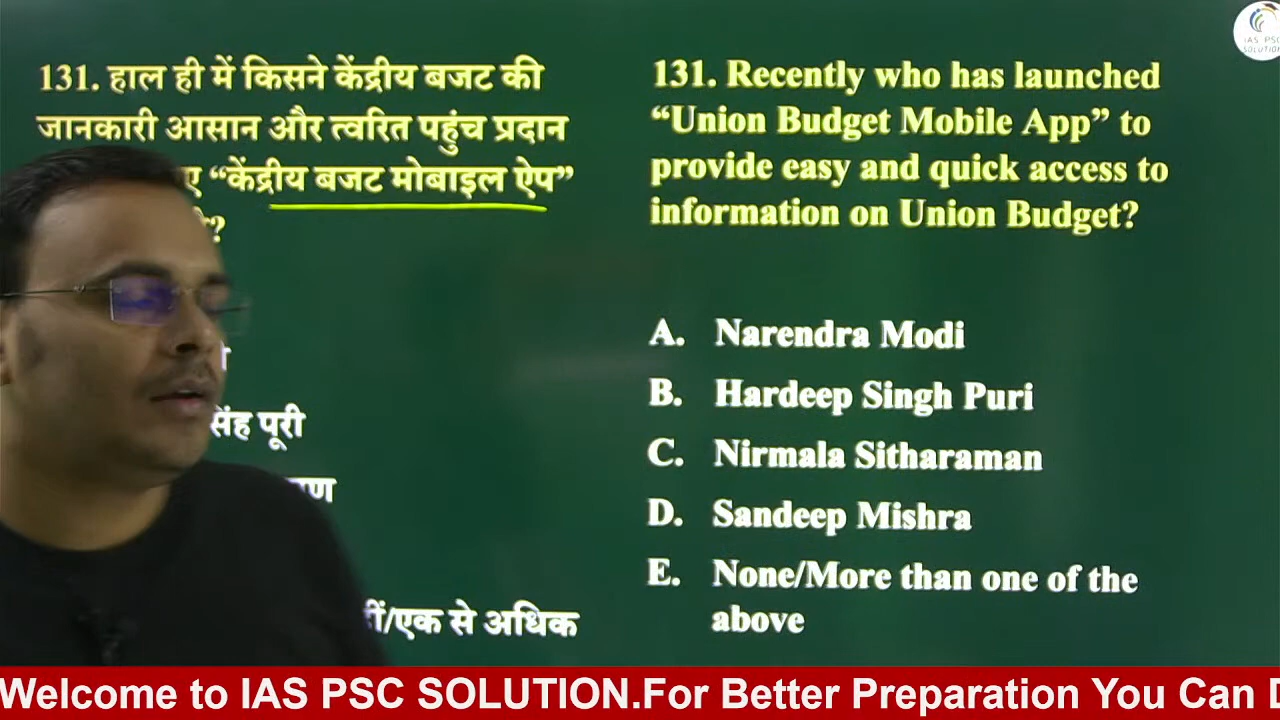 131. हाल ही में किसने केंद्रीय बजट की
जानकारी आसान और त्वरित पहुंच प्रदान
“केंद्रीय बजट मोबाइल ऐप”
सिंह पूरी
/एक से अधिक
131. Recently who has launched
“Union Budget Mobile App” to
provide easy and quick access to
information on Union Budget?
A. Narendra Modi
B. Hardeep Singh Puri
C. Nirmala Sitharaman
D. Sandeep Mishra
E. None/More than one of the
above
IAS PSC
SOLUTION
Welcome to IAS PSC SOLUTION.For Better Preparation You Can